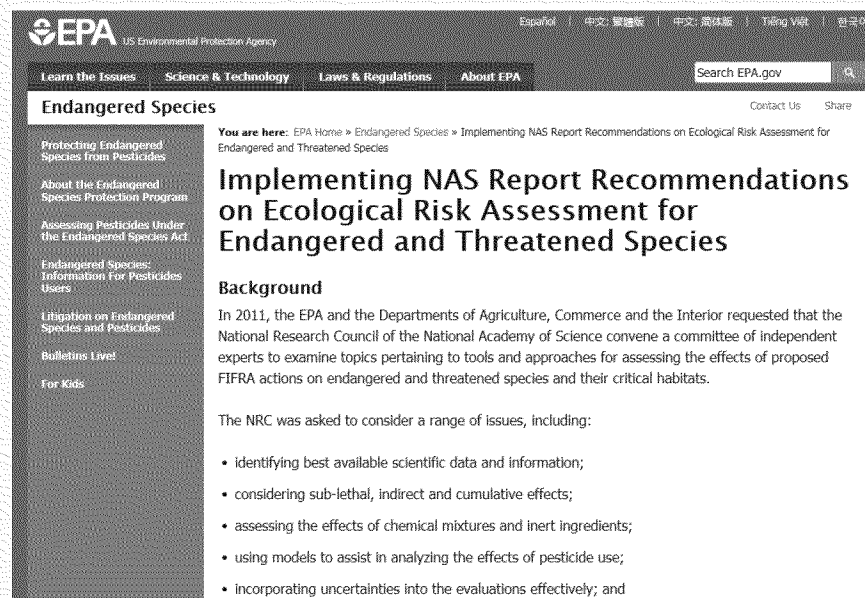 EPA US Environmental Protection Agency
Español | 中文: 繁體版 | 中文: 简体版 | Tiếng Việt | 한국어
Learn the Issues Science & Technology Laws & Regulations About EPA Search EPA.gov
Endangered Species
Contact Us Share
Protecting Endangered
Species from Pesticides
About the Endangered
Species Protection Program
Assessing Pesticides Under
the Endangered Species Act
Endangered Species:
Information For Pesticides
Users
Litigation on Endangered
Species and Pesticides
Bulletins Live!
For Kids
You are here: EPA Home » Endangered Species » Implementing NAS Report Recommendations on Ecological Risk Assessment for
Endangered and Threatened Species
Implementing NAS Report Recommendations
on Ecological Risk Assessment for
Endangered and Threatened Species
Background
In 2011, the EPA and the Departments of Agriculture, Commerce and the Interior requested that the
National Research Council of the National Academy of Science convene a committee of independent
experts to examine topics pertaining to tools and approaches for assessing the effects of proposed
FIFRA actions on endangered and threatened species and their critical habitats.
The NRC was asked to consider a range of issues, including:
• identifying best available scientific data and information;
• considering sub-lethal, indirect and cumulative effects;
• assessing the effects of chemical mixtures and inert ingredients;
• using models to assist in analyzing the effects of pesticide use;
• incorporating uncertainties into the evaluations effectively; and